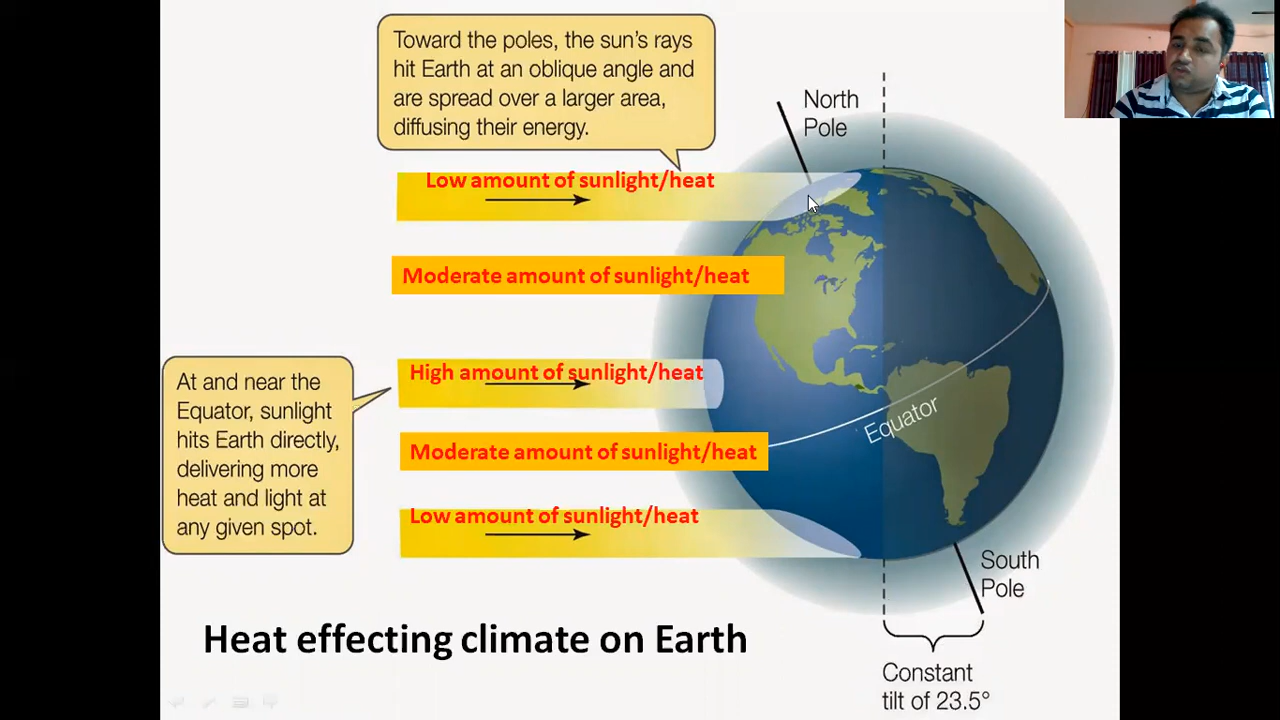 Toward the poles, the sun's rays
hit Earth at an oblique angle and
are spread over a larger area,
diffusing their energy.
North
Pole
Low amount of sunlight/heat
Moderate amount of sunlight/heat
High amount of sunlight/heat
At and near the
Equator, sunlight
hits Earth directly,
delivering more
heat and light at
any given spot.
Equator
Moderate amount of sunlight/heat
Low amount of sunlight/heat
South
Pole
Heat effecting climate on Earth
Constant
tilt of 23.5°